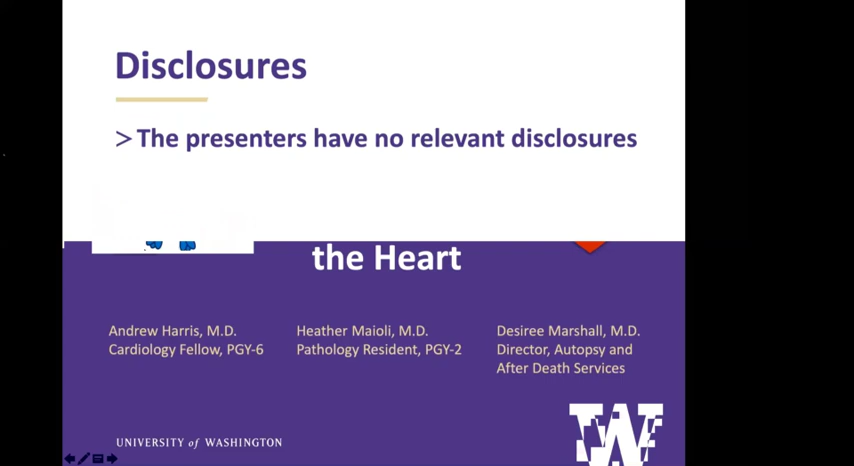 Disclosures
> The presenters have no relevant disclosures
the Heart
Andrew Harris, M.D.
Cardiology Fellow, PGY-6
Heather Maioli, M.D.
Pathology Resident, PGY-2
Desiree Marshall, M.D.
Director, Autopsy and
After Death Services
UNIVERSITY of WASHINGTON
W